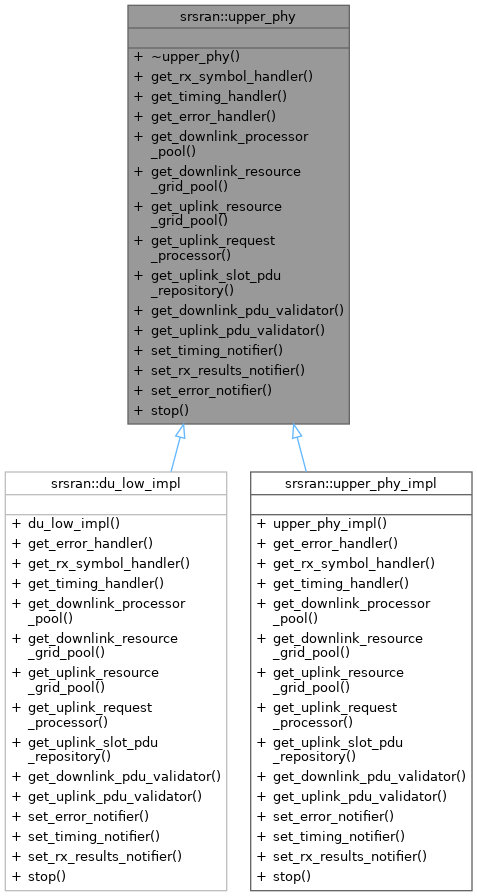 srsran::upper_phy
+ ~upper_phy()
+ get_rx_symbol_handler()
+ get_timing_handler()
+ get_error_handler()
+ get_downlink_processor
_pool()
+ get_downlink_resource
_grid_pool()
+ get_uplink_resource
_grid_pool()
+ get_uplink_request
_processor()
+ get_uplink_slot_pdu
_repository()
+ get_downlink_pdu_validator()
+ get_uplink_pdu_validator()
+ set_timing_notifier()
+ set_rx_results_notifier()
+ set_error_notifier()
+ stop()
srsran::du_low_impl
+ du_low_impl()
+ get_error_handler()
+ get_rx_symbol_handler()
+ get_timing_handler()
+ get_downlink_processor
_pool()
+ get_downlink_resource
_grid_pool()
+ get_uplink_resource
_grid_pool()
+ get_uplink_request
_processor()
+ get_uplink_slot_pdu
_repository()
+ get_downlink_pdu_validator()
+ get_uplink_pdu_validator()
+ set_error_notifier()
+ set_timing_notifier()
+ set_rx_results_notifier()
+ stop()
srsran::upper_phy_impl
+ upper_phy_impl()
+ get_error_handler()
+ get_rx_symbol_handler()
+ get_timing_handler()
+ get_downlink_processor
_pool()
+ get_downlink_resource
_grid_pool()
+ get_uplink_resource
_grid_pool()
+ get_uplink_request
_processor()
+ get_uplink_slot_pdu
_repository()
+ get_downlink_pdu_validator()
+ get_uplink_pdu_validator()
+ set_error_notifier()
+ set_timing_notifier()
+ set_rx_results_notifier()
+ stop()